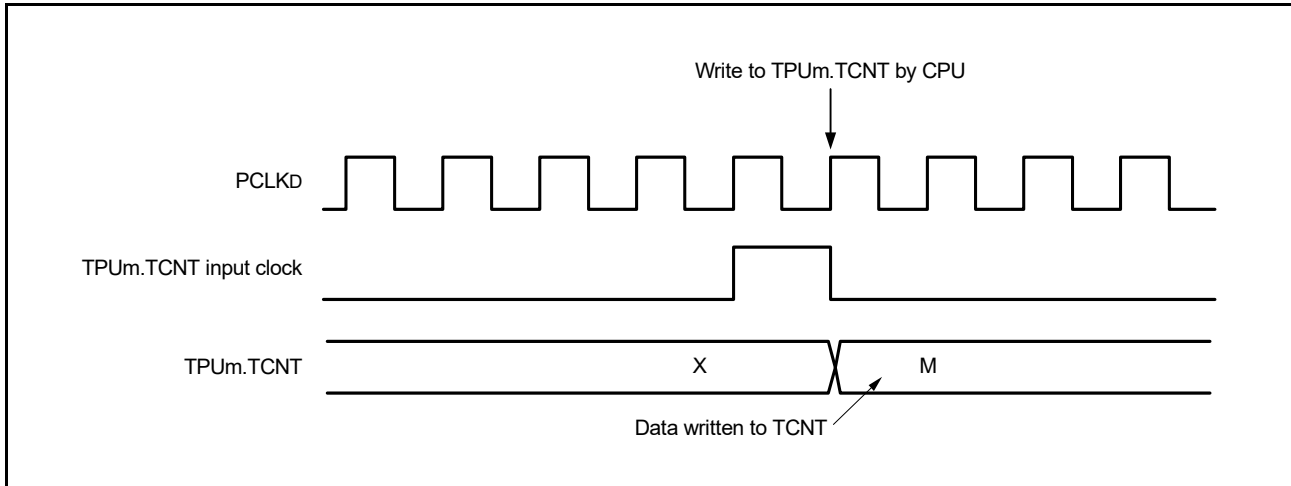 Write to TPUm.TCNT by CPU
PCLKD
TPUm.TCNT input clock
TPUm.TCNT
X
M
Data written to TCNT